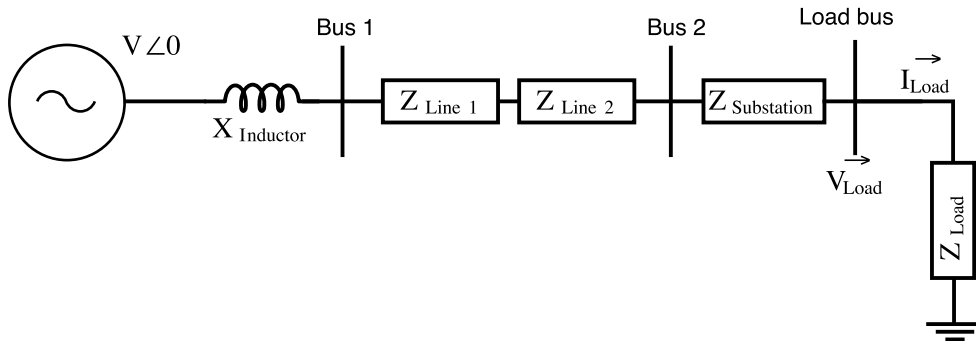 V∠0
X Inductor
Bus 1
Z Line 1
Z Line 2
Bus 2
Z Substation
Load bus
V Load
I Load
Z Load